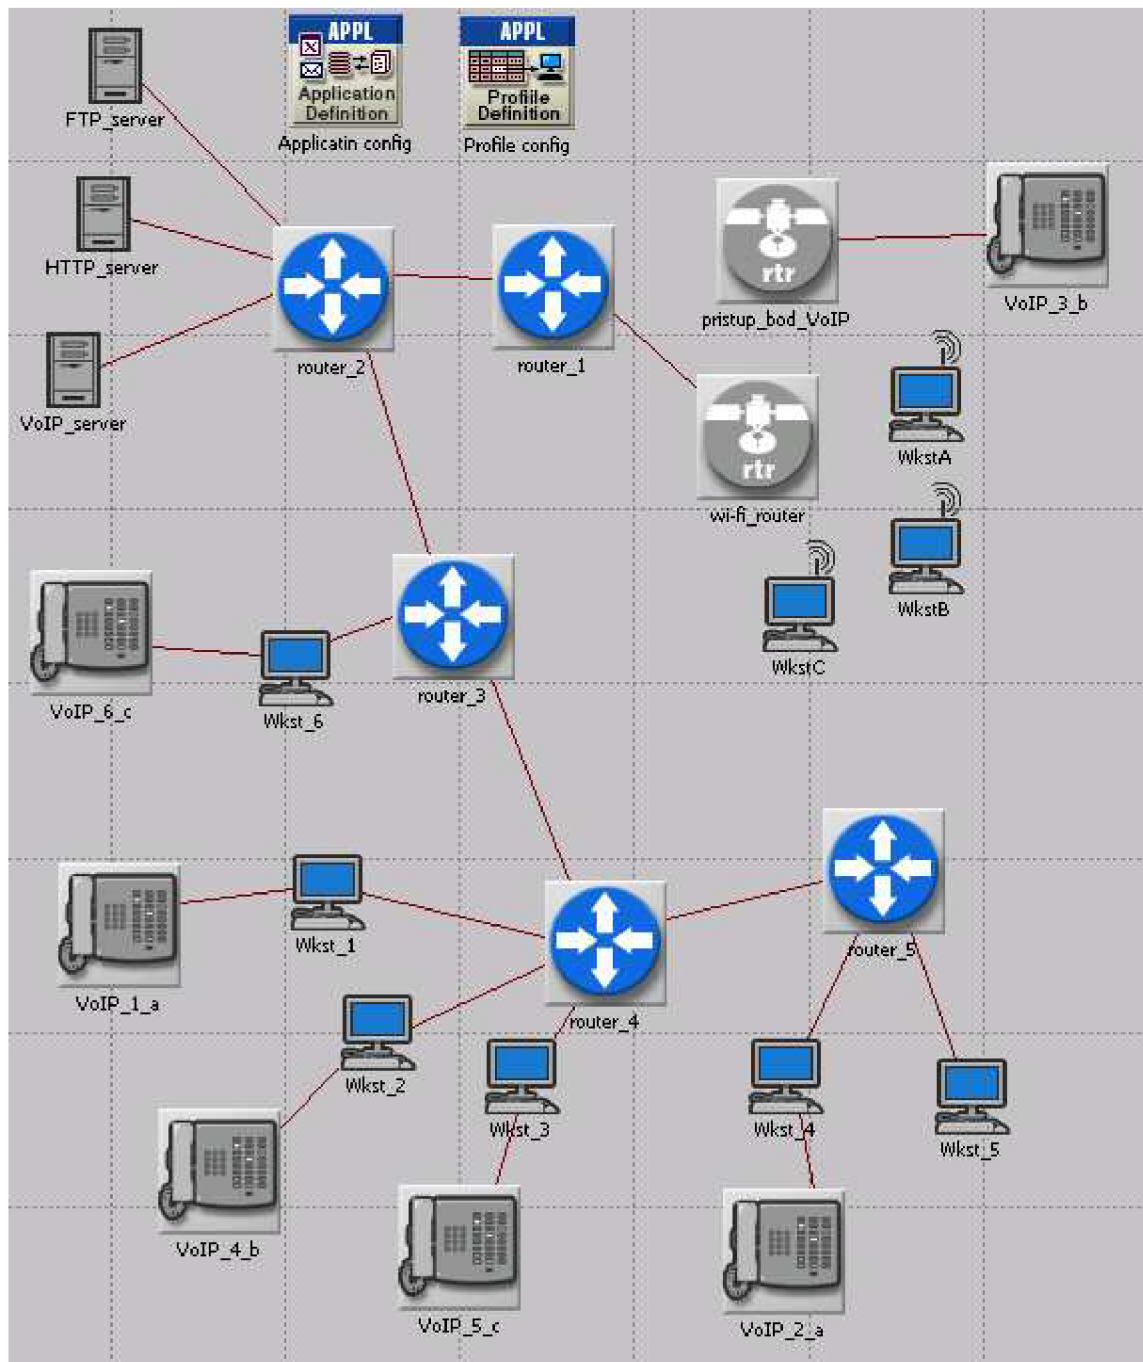 APPL
Application
Definition
Applicatin config
APPL
Profiile
Definition
Profile config
FTP_server
HTTP_server
VoIP_server
router_2
router_1
rtr
pristup_bod_VoIP
VoIP_3_b
rtr
wi-fi_router
WkstA
WkstB
WkstC
router_3
VoIP_6_c
Wkst_6
router_5
VoIP_1_a
Wkst_1
router_4
Wkst_2
Wkst_3
Wkst_4
Wkst_5
VoIP_4_b
VoIP_5_c
VoIP_2_a